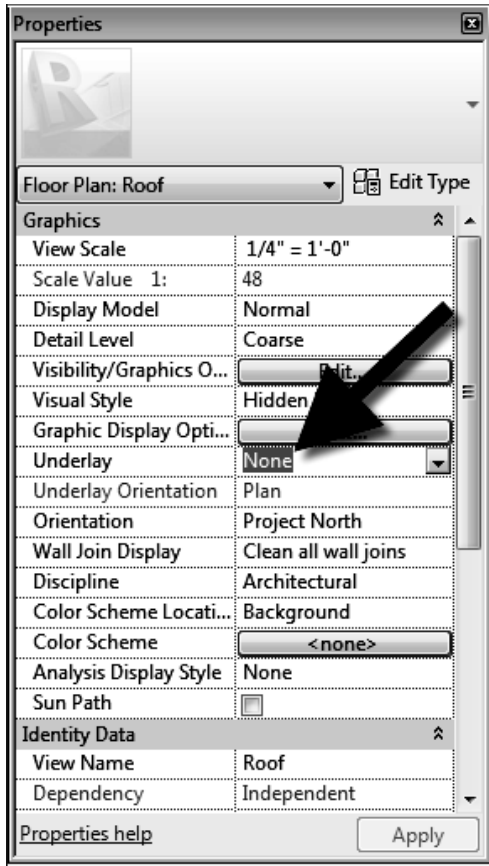 Properties
Floor Plan: Roof Edit Type
Graphics
View Scale 1/4" = 1'-0"
Scale Value 1: 48
Display Model Normal
Detail Level Coarse
Visibility/Graphics O... Edit...
Visual Style Hidden
Graphic Display Opti...
Underlay None
Underlay Orientation Plan
Orientation Project North
Wall Join Display Clean all wall joins
Discipline Architectural
Color Scheme Locati... Background
Color Scheme <none>
Analysis Display Style None
Sun Path
Identity Data
View Name Roof
Dependency Independent
Properties help Apply